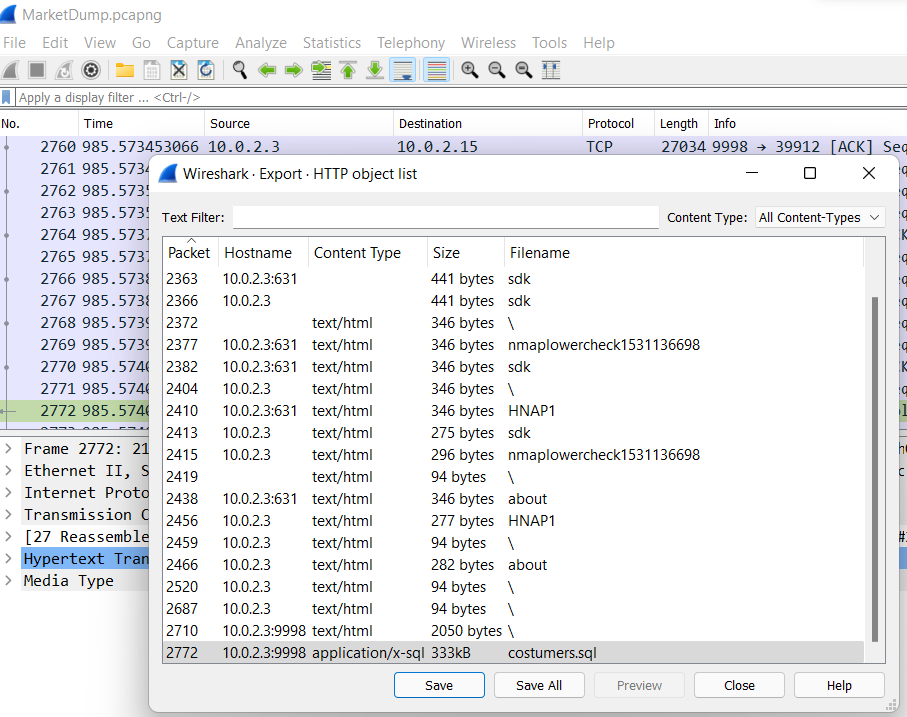 MarketDump.pcapng
File Edit View Go Capture Analyze Statistics Telephony Wireless Tools Help
Apply a display filter ... <Ctrl-/>
No. Time Source Destination Protocol Length Info
2760 985.573453066 10.0.2.3 10.0.2.15 TCP 27034 9998 → 39912 [ACK] Seq
2761 985.5734
2762 985.5735
2763 985.5735
2764 985.5737
2765 985.5737
2766 985.5738
2767 985.5738
2768 985.5739
2769 985.5739
2770 985.5740
2771 985.5740
2772 985.5740
Frame 2772: 21
Ethernet II, S
Internet Proto
Transmission C
[27 Reassemble
Hypertext Tran
Media Type
Wireshark · Export · HTTP object list
Text Filter: Content Type: All Content-Types
Packet Hostname Content Type Size Filename
2363 10.0.2.3:631 441 bytes sdk
2366 10.0.2.3 441 bytes sdk
2372 text/html 346 bytes \
2377 10.0.2.3:631 text/html 346 bytes nmaplowercheck1531136698
2382 10.0.2.3:631 text/html 346 bytes sdk
2404 10.0.2.3 text/html 346 bytes \
2410 10.0.2.3:631 text/html 346 bytes HNAP1
2413 10.0.2.3 text/html 275 bytes sdk
2415 10.0.2.3 text/html 296 bytes nmaplowercheck1531136698
2419 text/html 94 bytes \
2438 10.0.2.3:631 text/html 346 bytes about
2456 10.0.2.3 text/html 277 bytes HNAP1
2459 10.0.2.3 text/html 94 bytes \
2466 10.0.2.3 text/html 282 bytes about
2520 10.0.2.3 text/html 94 bytes \
2687 10.0.2.3 text/html 94 bytes \
2710 10.0.2.3:9998 text/html 2050 bytes \
2772 10.0.2.3:9998 application/x-sql 333kB costumers.sql
Save Save All Preview Close Help